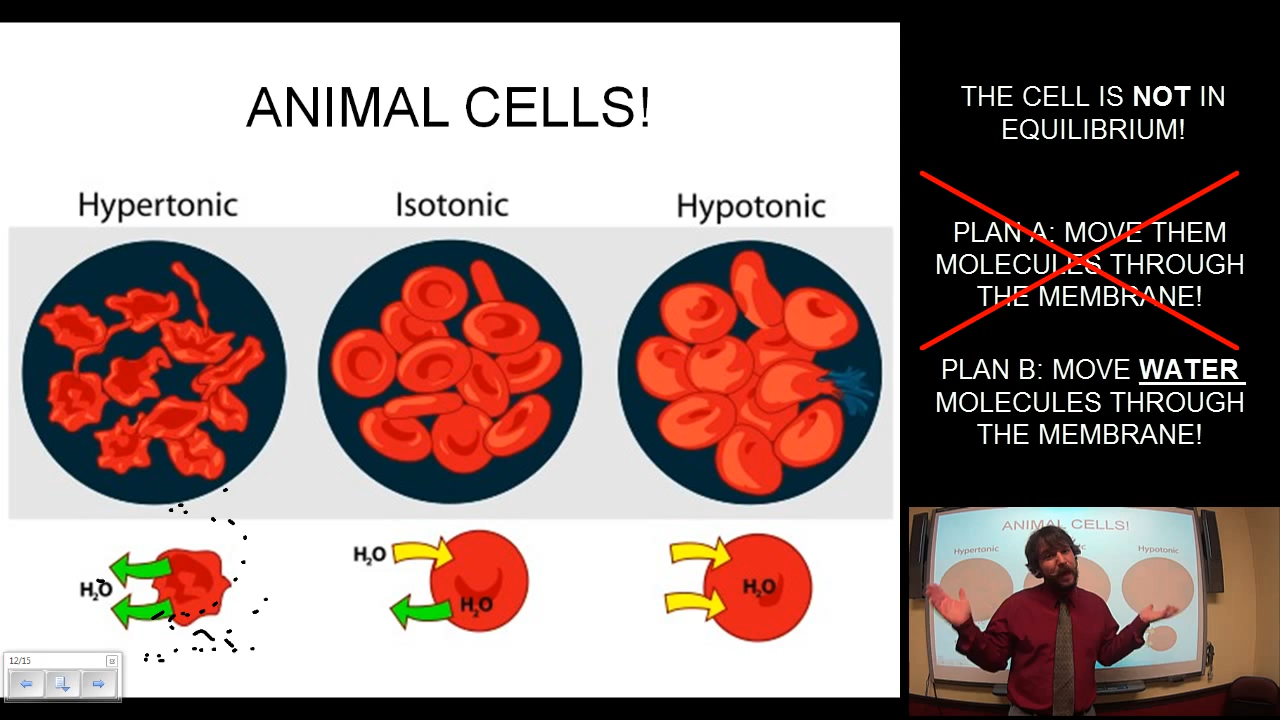 ANIMAL CELLS!
Hypertonic
Isotonic
Hypotonic
H₂O
H₂O
H₂O
H₂O
12/15
THE CELL IS NOT IN
EQUILIBRIUM!
PLAN A: MOVE THEM
MOLECULES THROUGH
THE MEMBRANE!
PLAN B: MOVE WATER
MOLECULES THROUGH
THE MEMBRANE!
ANIMAL CELLS!
Hypertonic
Hypotonic